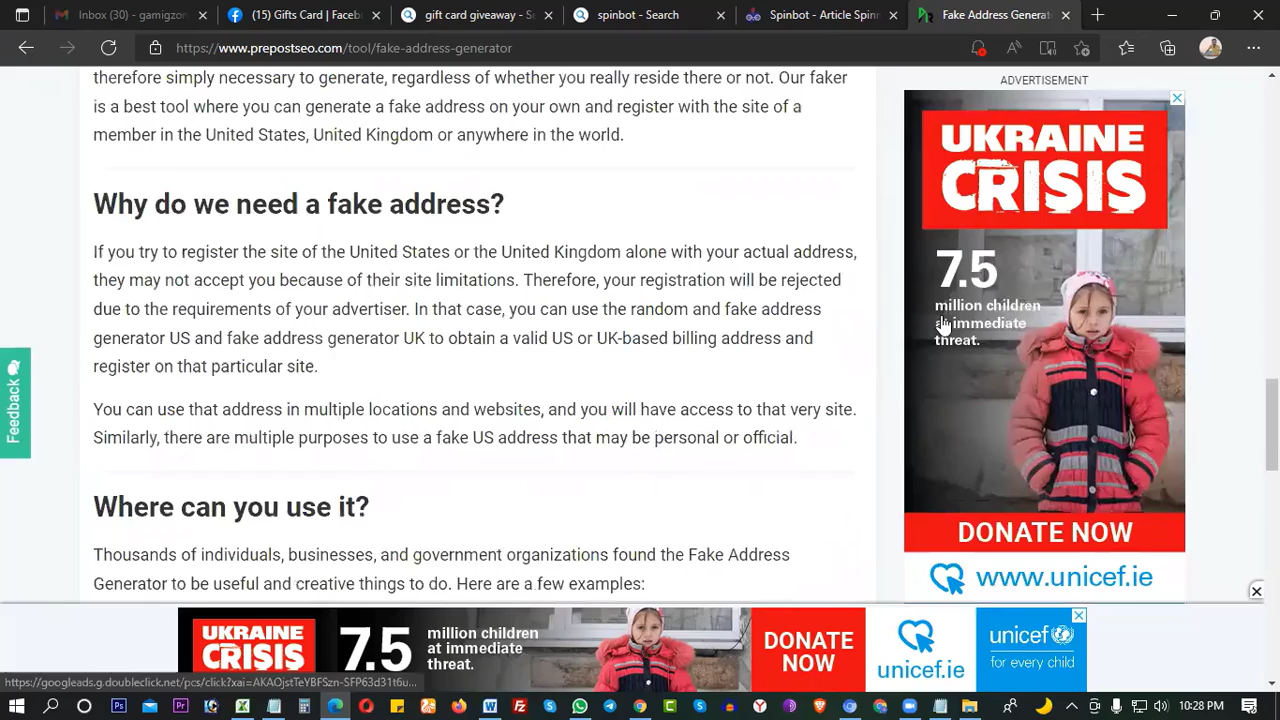 Inbox (37) - gamigzon
(15) Gifts Card | Faceb
gift card giveaway - Se
spinbot - Search
Spinbot - Article Spinn
Fake Address Generato
https://www.prepostseo.com/tool/fake-address-generator
therefore simply necessary to generate, regardless of whether you really reside there or not. Our faker
is a best tool where you can generate a fake address on your own and register with the site of a
member in the United States, United Kingdom or anywhere in the world.
Why do we need a fake address?
If you try to register the site of the United States or the United Kingdom alone with your actual address,
they may not accept you because of their site limitations. Therefore, your registration will be rejected
due to the requirements of your advertiser. In that case, you can use the random and fake address
generator US and fake address generator UK to obtain a valid US or UK-based billing address and
register on that particular site.
You can use that address in multiple locations and websites, and you will have access to that very site.
Similarly, there are multiple purposes to use a fake US address that may be personal or official.
Where can you use it?
Thousands of individuals, businesses, and government organizations found the Fake Address
Generator to be useful and creative things to do. Here are a few examples:
Feedback
ADVERTISEMENT
UKRAINE
CRISIS
7.5
million children
at immediate
threat.
DONATE NOW
www.unicef.ie
UKRAINE
CRISIS
7.5
million children
at immediate
threat.
DONATE
NOW
unicef.ie
unicef
for every child
https://googleads.g.doubleclick.net/pcs/click?xai=AKAOjstTeYBFSzn-SFP63d31t6u...
10:28 PM